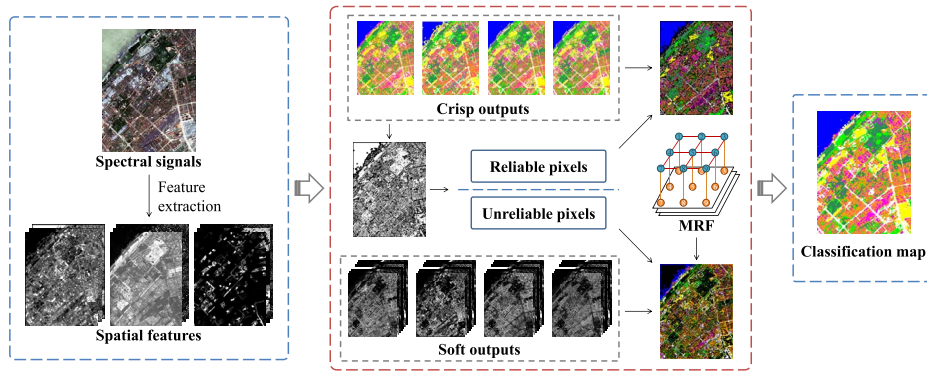 Spectral signals
Feature
extraction
Spatial features
Crisp outputs
Reliable pixels
Unreliable pixels
MRF
Soft outputs
Classification map